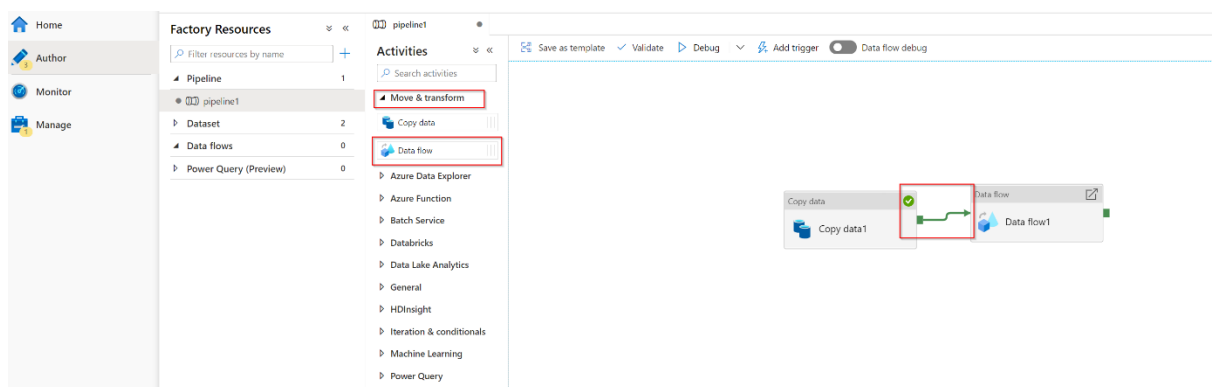 Home
Author
3
Monitor
Manage
1
Factory Resources
Filter resources by name
Pipeline 1
pipeline1
Dataset 2
Data flows 0
Power Query (Preview) 0
pipeline1
Activities
Search activities
Move & transform
Copy data
Data flow
Azure Data Explorer
Azure Function
Batch Service
Databricks
Data Lake Analytics
General
HDInsight
Iteration & conditionals
Machine Learning
Power Query
Save as template Validate Debug Add trigger Data flow debug
Copy data
Copy data1
Data flow
Data flow1